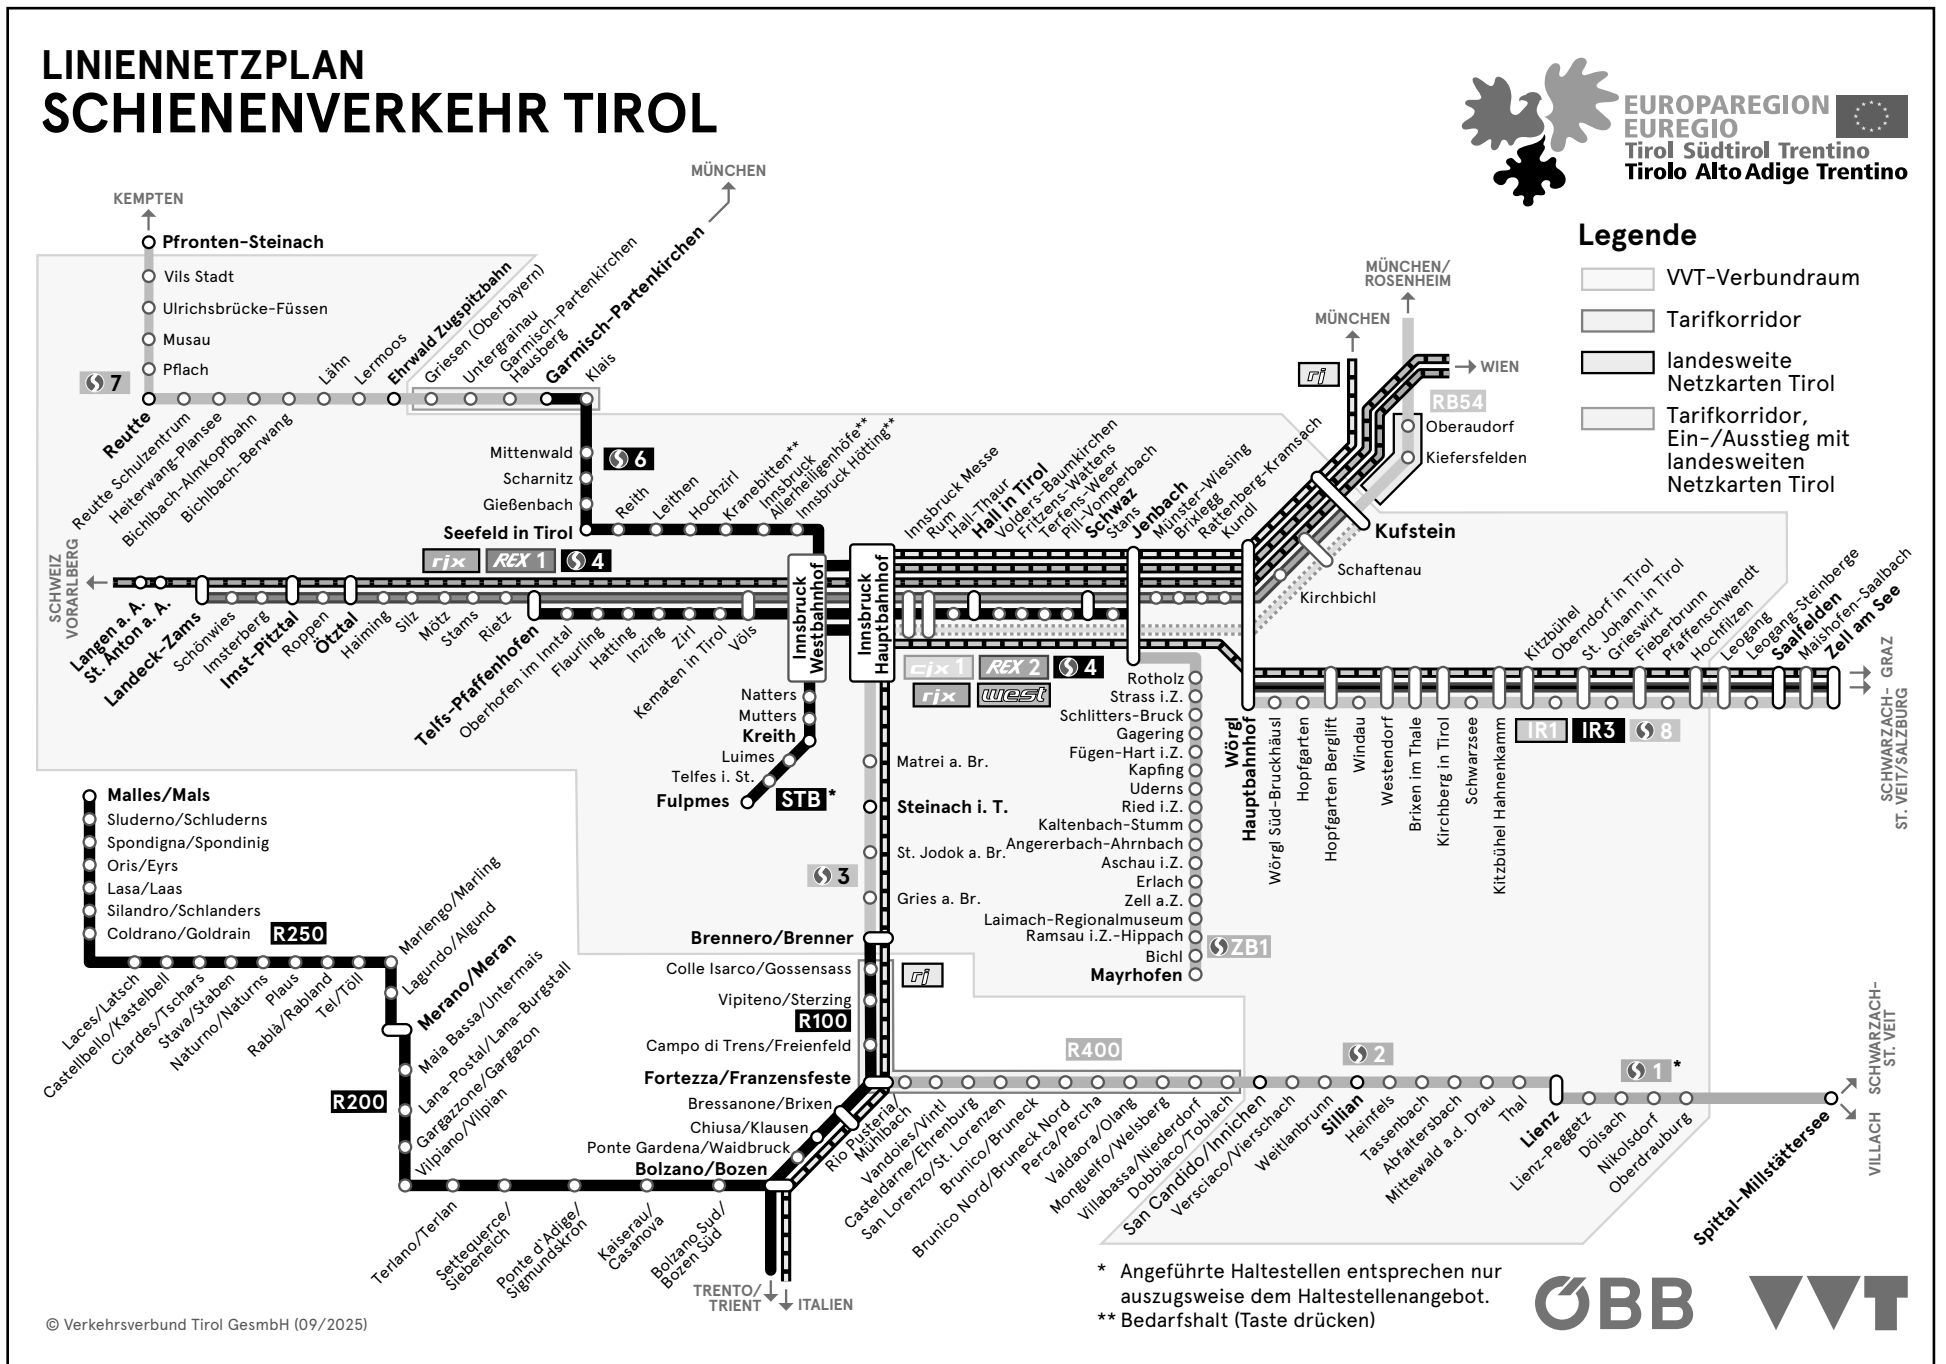 LINIENNETZPLAN
SCHIENENVERKEHR TIROL
EUROPAREGION
EUREGIO
Tirol Südtirol Trentino
Tirolo Alto Adige Trentino
Legende
VVT-Verbundraum
Tarifkorridor
landesweite
Netzkarten Tirol
Tarifkorridor,
Ein-/Ausstieg mit
landesweiten
Netzkarten Tirol
KEMPTEN
Pfronten-Steinach
Vils Stadt
Ulrichsbrücke-Füssen
Musau
Pflach
7
Reutte
Reutte Schulzentrum
Heiterwang-Plansee
Bichlbach-Almkopfbahn
Bichlbach-Berwang
Lähn
Lermoos
Ehrwald Zugspitzbahn
Griesen (Oberbayern)
Untergrainau
Garmisch-Partenkirchen
Hausberg
Garmisch-Partenkirchen
MÜNCHEN
Klais
Mittenwald
Scharnitz
Gießenbach
Seefeld in Tirol
6
Reith
Leithen
Hochzirl
Kranebitten**
Innsbruck
Allerheiligenhöfe**
Innsbruck Hötting**
SCHWEIZ
VORARLBERG
rjx
REX 1
4
Langen a. A.
St. Anton a. A.
Landeck-Zams
Schönwies
Imsterberg
Imst-Pitztal
Roppen
Ötztal
Haiming
Silz
Mötz
Stams
Rietz
Telfs-Pfaffenhofen
Oberhofen im Inntal
Flaurling
Hatting
Inzing
Zirl
Kematen in Tirol
Völs
Innsbruck
Westbahnhof
Innsbruck
Hauptbahnhof
Natters
Mutters
Kreith
Luimes
Telfes i. St.
Fulpmes
STB *
Innsbruck Messe
Rum
Hall-Thaur
Hall in Tirol
Volders-Baumkirchen
Fritzens-Wattens
Terfens-Weer
Pill-Vomperbach
Schwaz
Stans
Jenbach
Münster-Wiesing
Brixlegg
Rattenberg-Kramsach
Kundl
cjx 1
REX 2
4
rjx
west
Wörgl
Hauptbahnhof
Kirchbichl
Schaftenau
Kufstein
rj
MÜNCHEN
MÜNCHEN/
ROSENHEIM
WIEN
RB54
Oberaudorf
Kiefersfelden
Rotholz
Strass i.Z.
Schlitters-Bruck
Gagering
Fügen-Hart i.Z.
Kapfing
Uderns
Ried i.Z.
Kaltenbach-Stumm
Angererbach-Ahrnbach
Aschau i.Z.
Erlach
Zell a.Z.
Laimach-Regionalmuseum
Ramsau i.Z.-Hippach
Bichl
Mayrhofen
ZB1
Wörgl Süd-Bruckhäusl
Hopfgarten
Hopfgarten Berglift
Windau
Westendorf
Brixen im Thale
Kirchberg in Tirol
Schwarzsee
Kitzbühel Hahnenkamm
Kitzbühel
Oberndorf in Tirol
St. Johann in Tirol
Grieswirt
Fieberbrunn
Pfaffenschwendt
Hochfilzen
Leogang
Leogang-Steinberge
Saalfelden
Maishofen-Saalbach
Zell am See
IR1
IR3
8
GRAZ
SCHWARZACH-
ST. VEIT/SALZBURG
Matrei a. Br.
Steinach i. T.
St. Jodok a. Br.
Gries a. Br.
3
Brennero/Brenner
Colle Isarco/Gossensass
Vipiteno/Sterzing
R100
Campo di Trens/Freienfeld
Fortezza/Franzensfeste
rj
Bressanone/Brixen
Chiusa/Klausen
Ponte Gardena/Waidbruck
Bolzano/Bozen
Malles/Mals
Sluderno/Schluderns
Spondigna/Spondinig
Oris/Eyrs
Lasa/Laas
Silandro/Schlanders
Coldrano/Goldrain
R250
Laces/Latsch
Castelbello/Kastelbell
Ciardes/Tschars
Stava/Staben
Naturno/Naturns
Plaus
Rablà/Rabland
Tel/Töll
Marlengo/Marling
Lagundo/Algund
Merano/Meran
Maia Bassa/Untermais
Lana-Postal/Lana-Burgstall
Gargazzone/Gargazon
Vilpiano/Vilpian
R200
Terlano/Terlan
Settequerce/
Siebeneich
Ponte d`Adige/
Sigmundskron
Kaiserau/
Casanova
Bolzano Sud/
Bozen Süd
TRENTO/
TRIENT
ITALIEN
R400
Rio Pusteria/
Mühlbach
Vandoies/Vintl
Casteldarne/Ehrenburg
San Lorenzo/St. Lorenzen
Brunico/Bruneck
Brunico Nord/Bruneck Nord
Perca/Percha
Valdaora/Olang
Monguelfo/Welsberg
Villabassa/Niederdorf
Dobbiaco/Toblach
San Candido/Innichen
Versciaco/Vierschach
Weitlanbrunn
Sillian
Heinfels
Tassenbach
Abfaltersbach
Mittewald a.d. Drau
Thal
Lienz
2
Lienz-Peggetz
Dölsach
Nikolsdorf
Oberdrauburg
1 *
Spittal-Millstättersee
SCHWARZACH-
ST. VEIT
VILLACH
* Angeführte Haltestellen entsprechen nur
auszugsweise dem Haltestellenangebot.
** Bedarfshalt (Taste drücken)
ÖBB
VVT
© Verkehrsverbund Tirol GesmbH (09/2025)